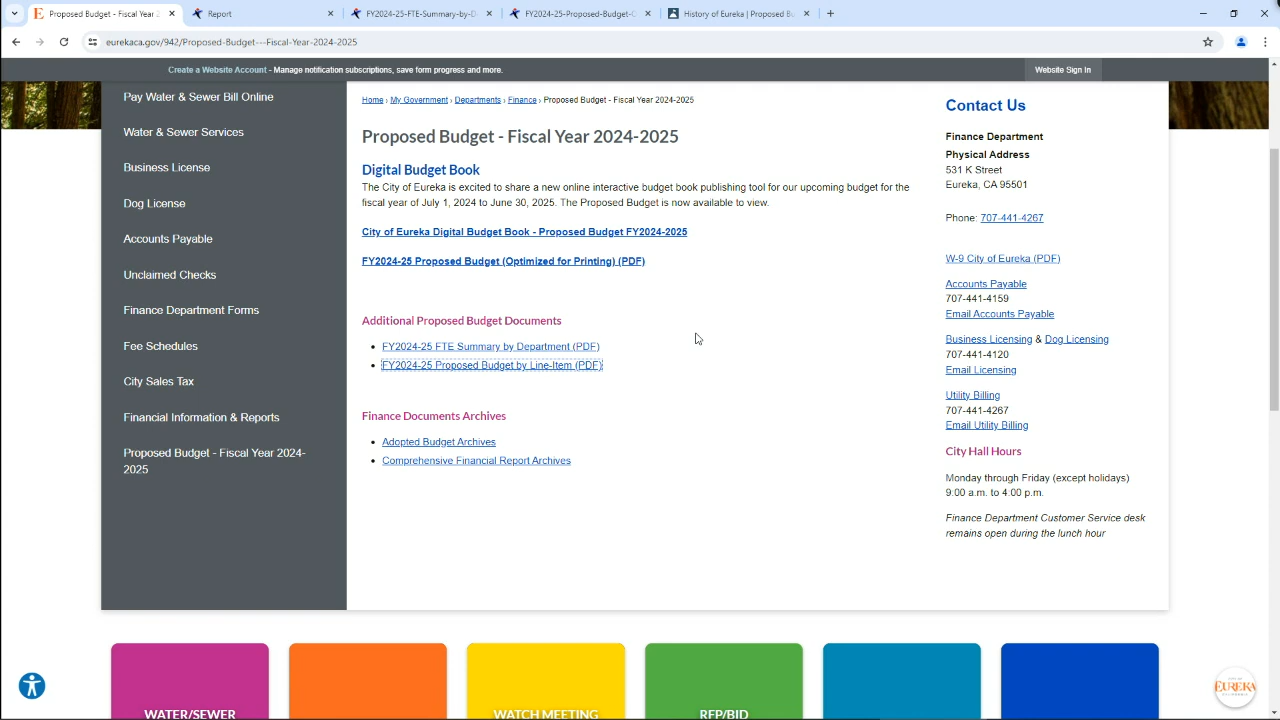 Proposed Budget - Fiscal Year 2
Report
FY2024-25-FTE-Summary-by-D
FY2024-25-Proposed-Budget-D
History of Eureka | Proposed Bu
eurekaca.gov/942/Proposed-Budget---Fiscal-Year-2024-2025
Create a Website Account - Manage notification subscriptions, save form progress and more.
Website Sign In
Pay Water & Sewer Bill Online
Water & Sewer Services
Business License
Dog License
Accounts Payable
Unclaimed Checks
Finance Department Forms
Fee Schedules
City Sales Tax
Financial Information & Reports
Proposed Budget - Fiscal Year 2024-
2025
Home › My Government › Departments › Finance › Proposed Budget - Fiscal Year 2024-2025
Proposed Budget - Fiscal Year 2024-2025
Digital Budget Book
The City of Eureka is excited to share a new online interactive budget book publishing tool for our upcoming budget for the
fiscal year of July 1, 2024 to June 30, 2025. The Proposed Budget is now available to view.
City of Eureka Digital Budget Book - Proposed Budget FY2024-2025
FY2024-25 Proposed Budget (Optimized for Printing) (PDF)
Additional Proposed Budget Documents
• FY2024-25 FTE Summary by Department (PDF)
• FY2024-25 Proposed Budget by Line-Item (PDF)
Finance Documents Archives
• Adopted Budget Archives
• Comprehensive Financial Report Archives
Contact Us
Finance Department
Physical Address
531 K Street
Eureka, CA 95501
Phone: 707-441-4267
W-9 City of Eureka (PDF)
Accounts Payable
707-441-4159
Email Accounts Payable
Business Licensing & Dog Licensing
707-441-4120
Email Licensing
Utility Billing
707-441-4267
Email Utility Billing
City Hall Hours
Monday through Friday (except holidays)
9:00 a.m. to 4:00 p.m.
Finance Department Customer Service desk
remains open during the lunch hour
WATER/SEWER
WATCH MEETING
RFP/BID
EUREKA